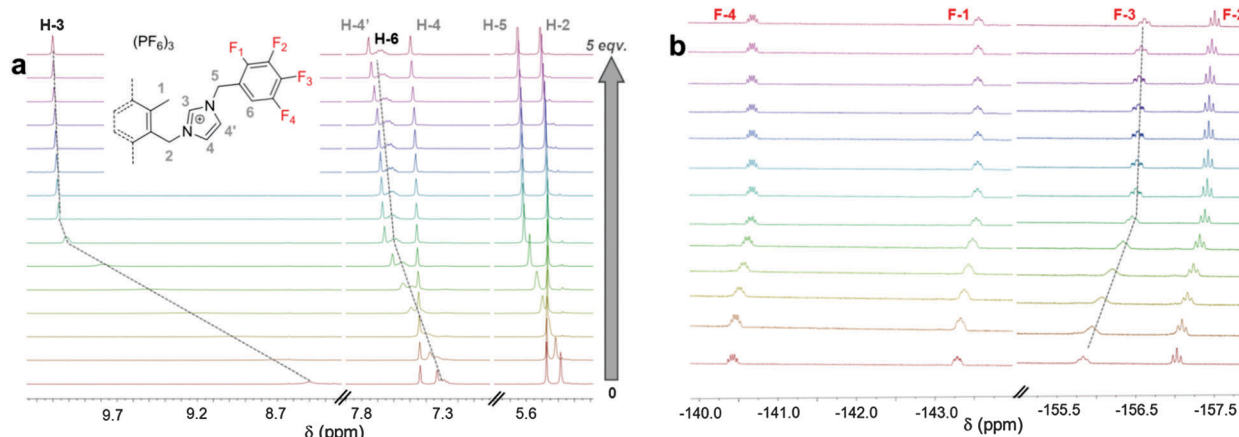 H-3
H-4’
H-6
H-4
H-5
H-2
a
(PF6)3
F1
F2
F3
F4
1
2
N
3
⊕
4
4'
N
5
6
5 eqv.
0
9.7
9.2
8.7
7.8
7.3
5.6
δ (ppm)
b
F-4
F-1
F-3
F-2
-140.0
-141.0
-142.0
-143.0
-155.5
-156.5
-157.5
δ (ppm)